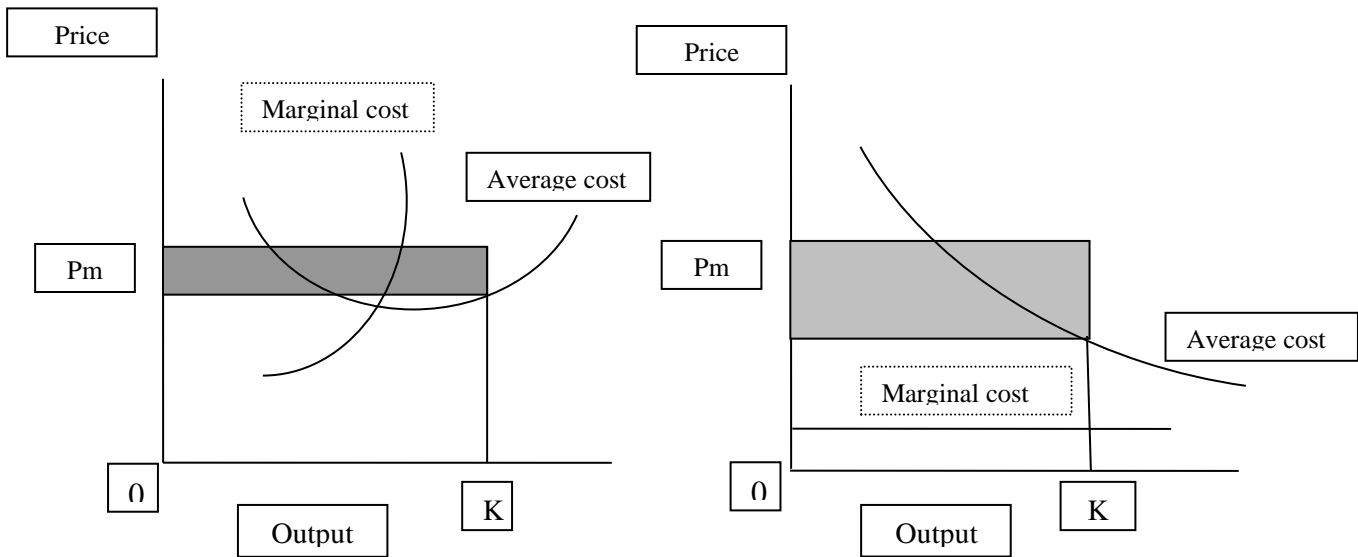 Price
Marginal cost
Average cost
Pm
0
K
Output
Price
Pm
Average cost
Marginal cost
0
K
Output